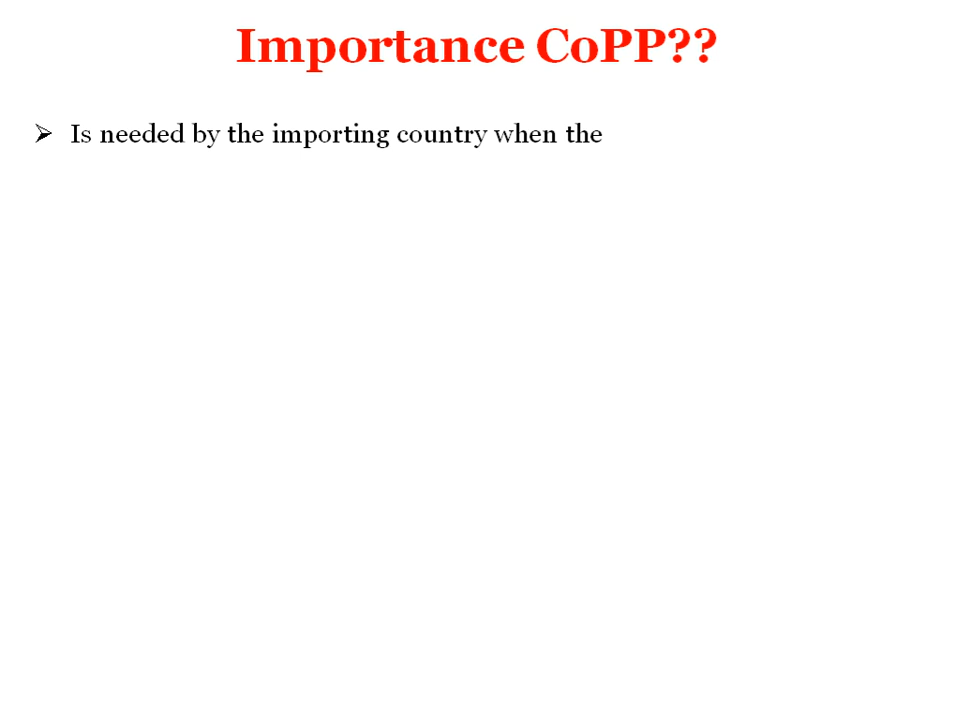 Importance CoPP??
➢ Is needed by the importing country when the